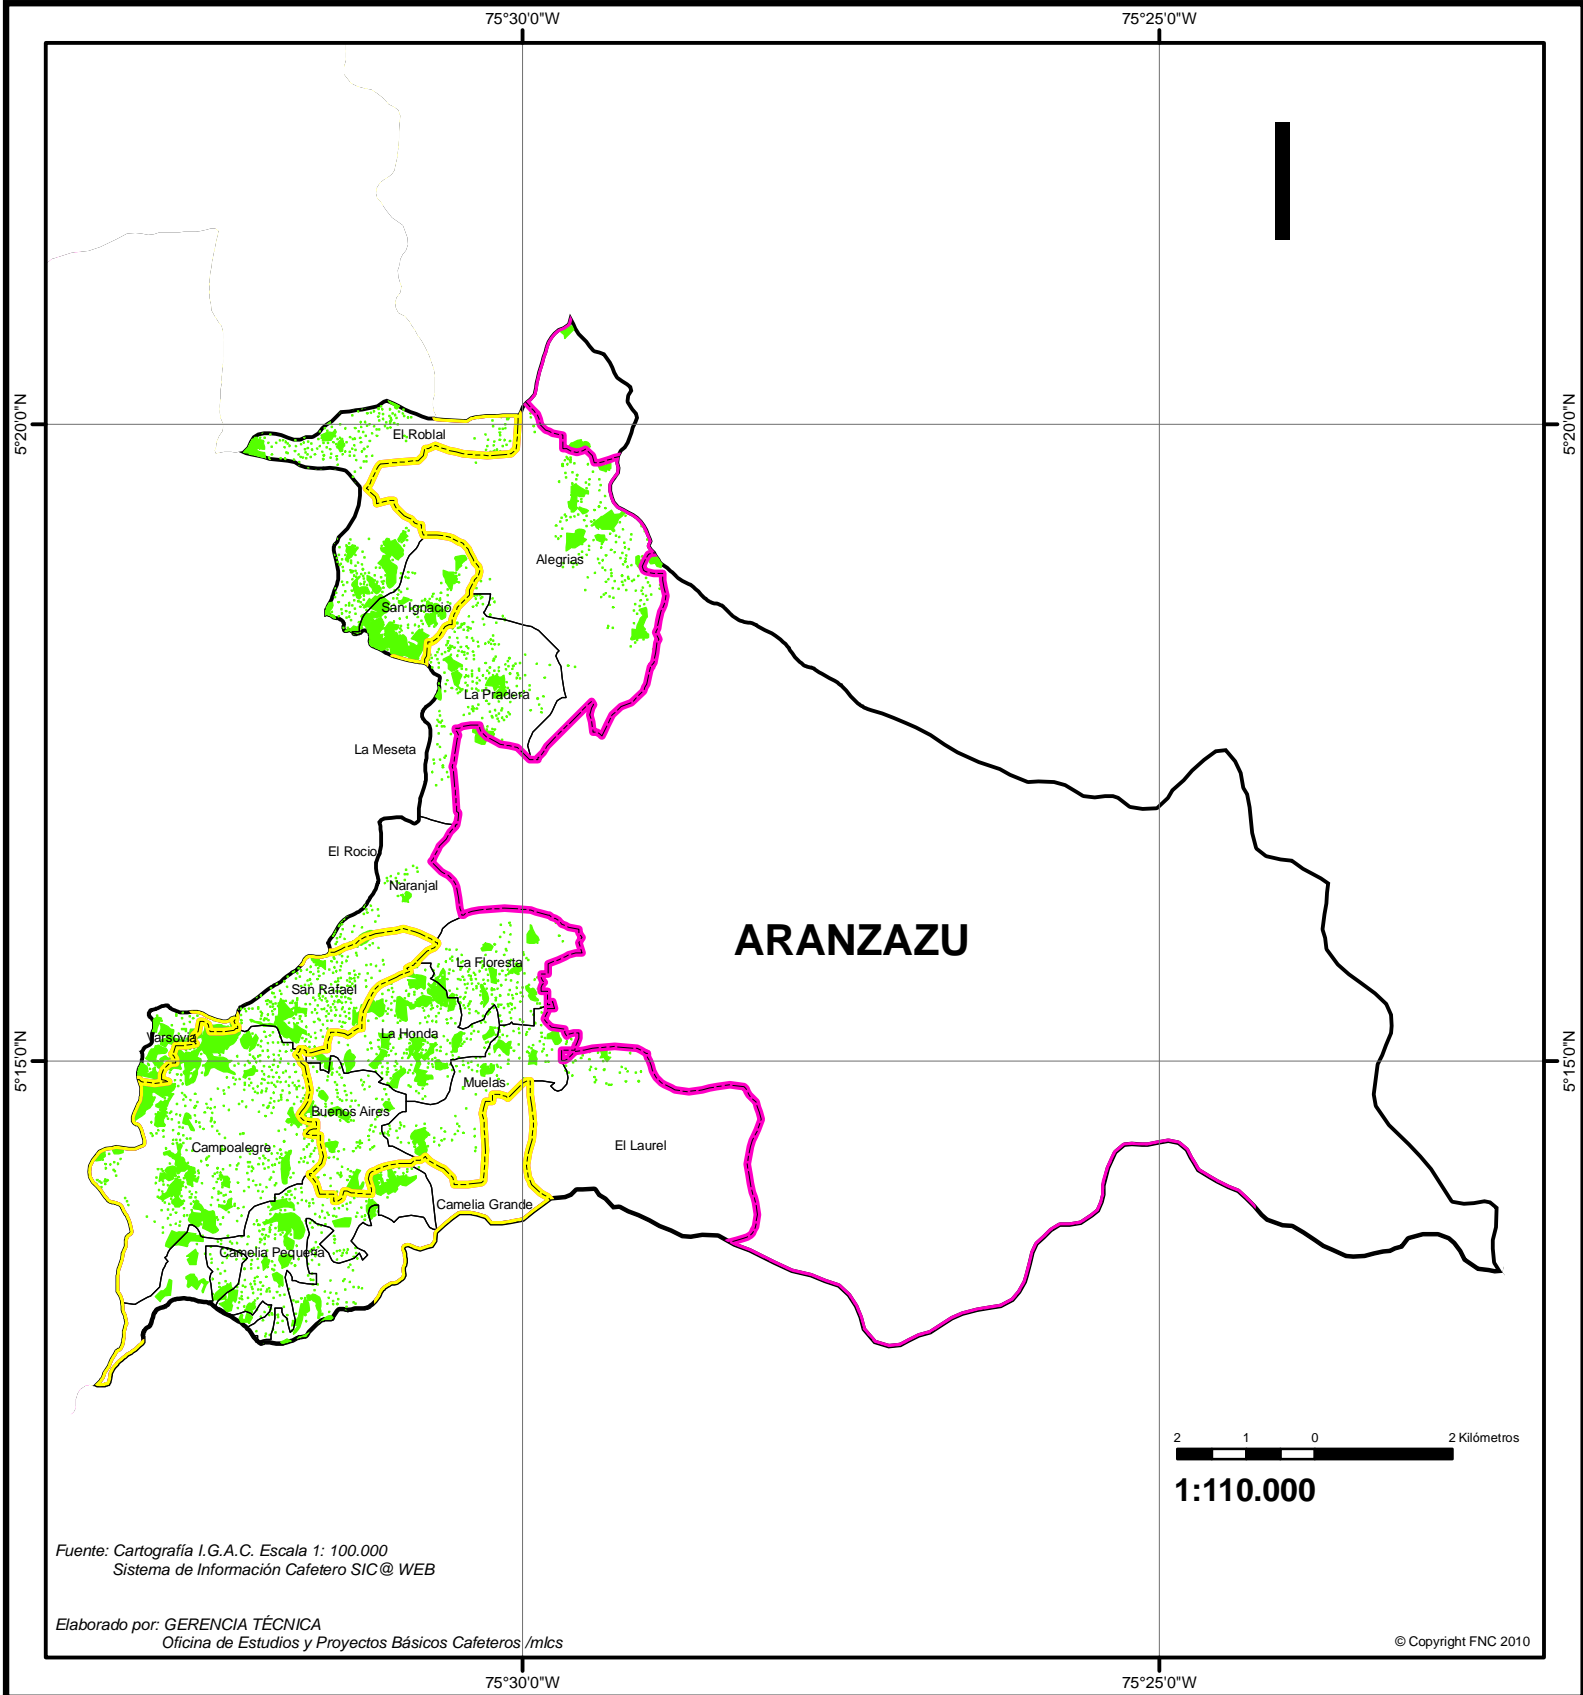 75°30'0"W
75°25'0"W
5°20'0"N
5°20'0"N
El Roblal
Alegrias
San Ignacio
La Pradera
La Meseta
El Rocio
Naranjal
ARANZAZU
La Floresta
San Rafael
La Honda
Varsovia
5°15'0"N
5°15'0"N
Muelas
Buenos Aires
Campoalegre
El Laurel
Camelia Grande
Camelia Pequeña
2 1 0 2 Kilómetros
1:110.000
Fuente: Cartografía I.G.A.C. Escala 1: 100.000
Sistema de Información Cafetero SIC@ WEB
Elaborado por: GERENCIA TÉCNICA
Oficina de Estudios y Proyectos Básicos Cafeteros /mlcs
© Copyright FNC 2010
75°30'0"W
75°25'0"W